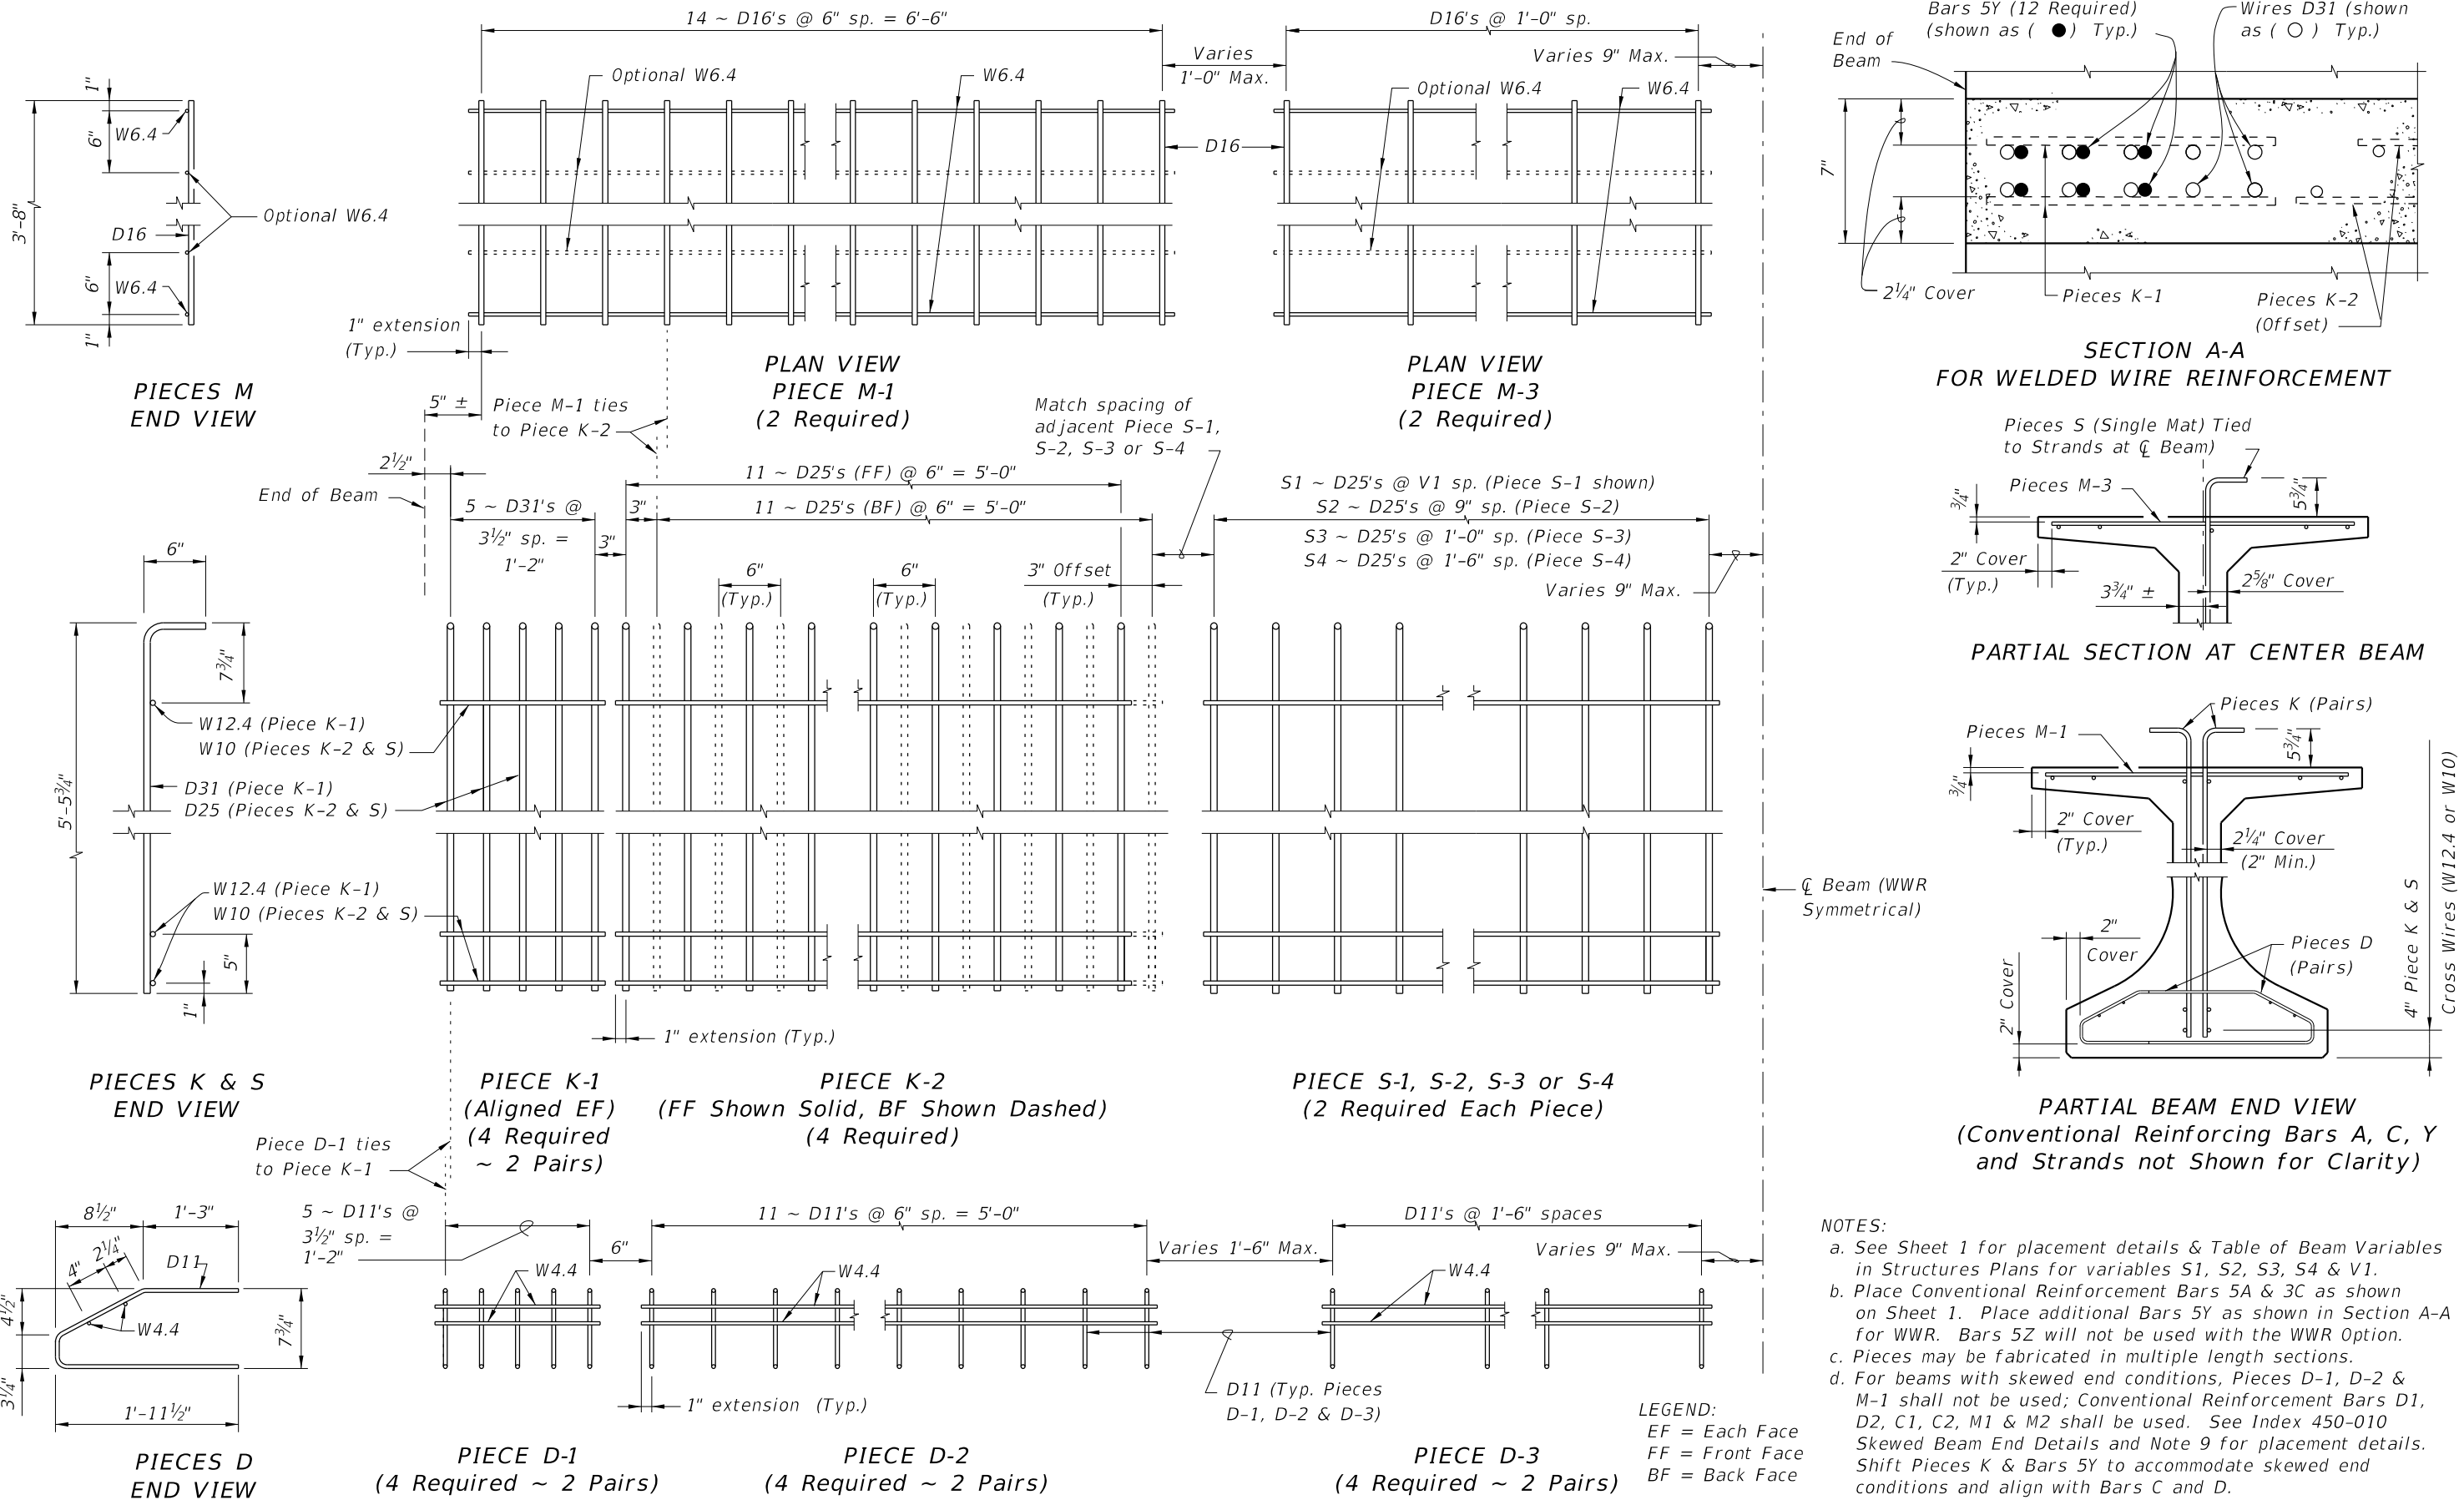 14 ~ D16's @ 6" sp. = 6'-6"
D16's @ 1'-0" sp.
Varies
1'-0" Max.
Varies 9" Max.
1"
6"
W6.4
3'-8"
Optional W6.4
D16
6"
W6.4
1"
Optional W6.4
W6.4
D16
Optional W6.4
W6.4
1" extension
(Typ.)
PIECES M
END VIEW
PLAN VIEW
PIECE M-1
(2 Required)
PLAN VIEW
PIECE M-3
(2 Required)
Bars 5Y (12 Required)
(shown as ( ● ) Typ.)
Wires D31 (shown
as ( ○ ) Typ.)
End of
Beam
7"
2¼" Cover
Pieces K-1
Pieces K-2
(Offset)
SECTION A-A
FOR WELDED WIRE REINFORCEMENT
5" ±
Piece M-1 ties
to Piece K-2
2½"
End of Beam
5 ~ D31's @
3½" sp. =
1'-2"
3"
11 ~ D25's (FF) @ 6" = 5'-0"
3"
11 ~ D25's (BF) @ 6" = 5'-0"
6"
(Typ.)
6"
(Typ.)
3" Offset
(Typ.)
Match spacing of
adjacent Piece S-1,
S-2, S-3 or S-4
S1 ~ D25's @ V1 sp. (Piece S-1 shown)
S2 ~ D25's @ 9" sp. (Piece S-2)
S3 ~ D25's @ 1'-0" sp. (Piece S-3)
S4 ~ D25's @ 1'-6" sp. (Piece S-4)
Varies 9" Max.
6"
7¾"
5'-5¾"
W12.4 (Piece K-1)
W10 (Pieces K-2 & S)
D31 (Piece K-1)
D25 (Pieces K-2 & S)
W12.4 (Piece K-1)
W10 (Pieces K-2 & S)
5"
1"
1" extension (Typ.)
℄ Beam (WWR
Symmetrical)
PIECES K & S
END VIEW
PIECE K-1
(Aligned EF)
(4 Required
~ 2 Pairs)
PIECE K-2
(FF Shown Solid, BF Shown Dashed)
(4 Required)
PIECE S-1, S-2, S-3 or S-4
(2 Required Each Piece)
Pieces S (Single Mat) Tied
to Strands at ℄ Beam)
Pieces M-3
¾"
5¾"
2" Cover
(Typ.)
3¾" ±
2⅝" Cover
PARTIAL SECTION AT CENTER BEAM
Pieces K (Pairs)
Pieces M-1
¾"
5¾"
2" Cover
(Typ.)
2¼" Cover
(2" Min.)
2"
Cover
2" Cover
Pieces D
(Pairs)
4" Piece K & S
Cross Wires (W12.4 or W10)
PARTIAL BEAM END VIEW
(Conventional Reinforcing Bars A, C, Y
and Strands not Shown for Clarity)
Piece D-1 ties
to Piece K-1
8½"
1'-3"
4"
2¼"
D11
4½"
W4.4
7¾"
3¼"
1'-11½"
PIECES D
END VIEW
5 ~ D11's @
3½" sp. =
1'-2"
6"
W4.4
PIECE D-1
(4 Required ~ 2 Pairs)
11 ~ D11's @ 6" sp. = 5'-0"
W4.4
1" extension (Typ.)
PIECE D-2
(4 Required ~ 2 Pairs)
Varies 1'-6" Max.
D11's @ 1'-6" spaces
Varies 9" Max.
W4.4
D11 (Typ. Pieces
D-1, D-2 & D-3)
PIECE D-3
(4 Required ~ 2 Pairs)
LEGEND:
EF = Each Face
FF = Front Face
BF = Back Face
NOTES:
a. See Sheet 1 for placement details & Table of Beam Variables
in Structures Plans for variables S1, S2, S3, S4 & V1.
b. Place Conventional Reinforcement Bars 5A & 3C as shown
on Sheet 1. Place additional Bars 5Y as shown in Section A-A
for WWR. Bars 5Z will not be used with the WWR Option.
c. Pieces may be fabricated in multiple length sections.
d. For beams with skewed end conditions, Pieces D-1, D-2 &
M-1 shall not be used; Conventional Reinforcement Bars D1,
D2, C1, C2, M1 & M2 shall be used. See Index 450-010
Skewed Beam End Details and Note 9 for placement details.
Shift Pieces K & Bars 5Y to accommodate skewed end
conditions and align with Bars C and D.